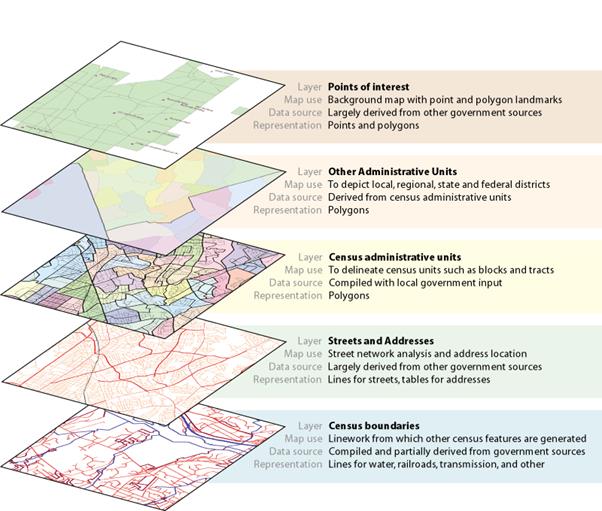 Layer Points of interest
Map use Background map with point and polygon landmarks
Data source Largely derived from other government sources
Representation Points and polygons
Layer Other Administrative Units
Map use To depict local, regional, state and federal districts
Data source Derived from census administrative units
Representation Polygons
Layer Census administrative units
Map use To delineate census units such as blocks and tracts
Data source Compiled with local government input
Representation Polygons
Layer Streets and Addresses
Map use Street network analysis and address location
Data source Largely derived from other government sources
Representation Lines for streets, tables for addresses
Layer Census boundaries
Map use Linework from which other census features are generated
Data source Compiled and partially derived from government sources
Representation Lines for water, railroads, transmission, and other